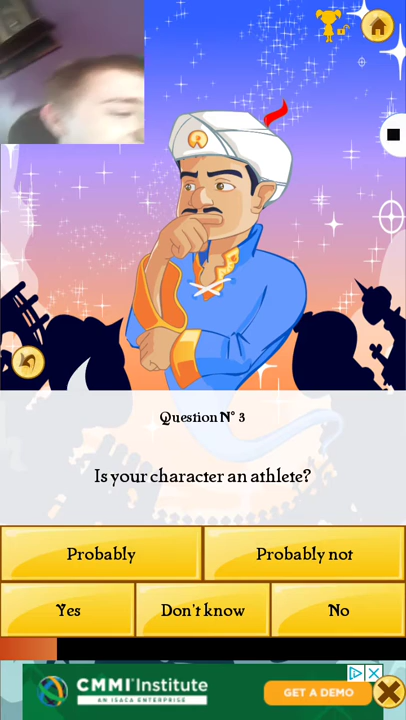 Question N° 3
Is your character an athlete?
Probably
Probably not
Yes
Don't know
No
CMMI Institute
AN ISACA ENTERPRISE
GET A DEMO